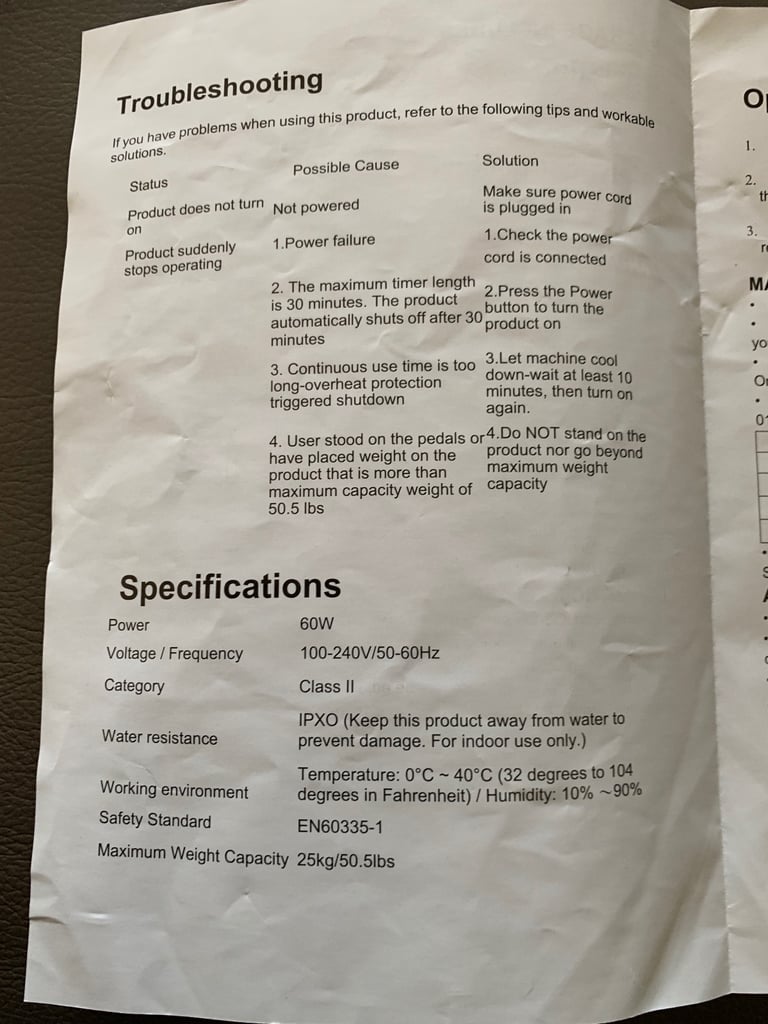 Troubleshooting
If you have problems when using this product, refer to the following tips and workable
solutions.
Status Possible Cause Solution
Product does not turn
on
Not powered
Make sure power cord
is plugged in
Product suddenly
stops operating
1.Power failure
1.Check the power
cord is connected
2. The maximum timer length
is 30 minutes. The product
automatically shuts off after 30
minutes
2.Press the Power
button to turn the
product on
3. Continuous use time is too
long-overheat protection
triggered shutdown
3.Let machine cool
down-wait at least 10
minutes, then turn on
again.
4. User stood on the pedals or
have placed weight on the
product that is more than
maximum capacity weight of
50.5 lbs
4.Do NOT stand on the
product nor go beyond
maximum weight
capacity
Specifications
Power 60W
Voltage / Frequency 100-240V/50-60Hz
Category Class II
Water resistance
IPXO (Keep this product away from water to
prevent damage. For indoor use only.)
Working environment
Temperature: 0°C ~ 40°C (32 degrees to 104
degrees in Fahrenheit) / Humidity: 10% ~90%
Safety Standard EN60335-1
Maximum Weight Capacity 25kg/50.5lbs
1.
2.
3.